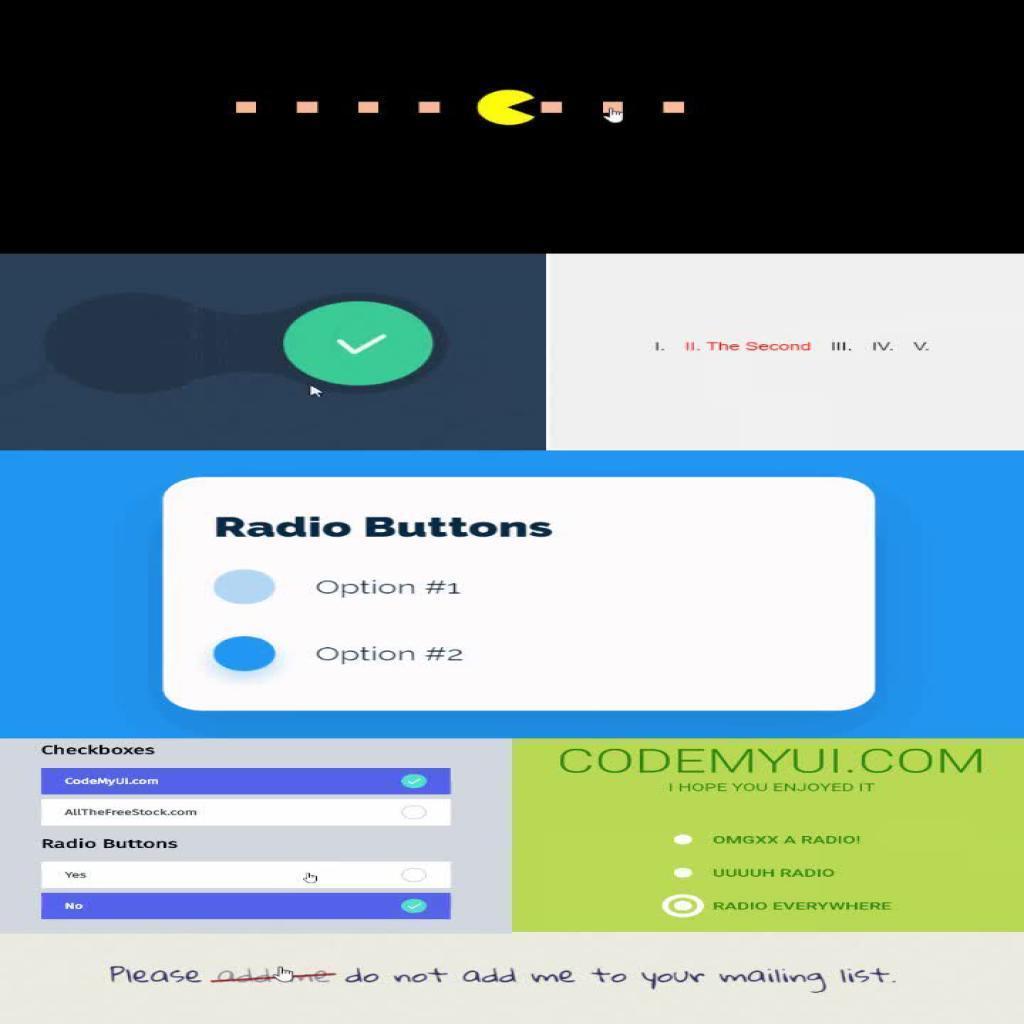 I. II. The Second III. IV. V.
Radio Buttons
Option #1
Option #2
Checkboxes
CodeMyUI.com
AllTheFreeStock.com
Radio Buttons
Yes
No
CODEMYUI.COM
I HOPE YOU ENJOYED IT
OMGXX A RADIO!
UUUUH RADIO
RADIO EVERYWHERE
Please add me do not add me to your mailing list.